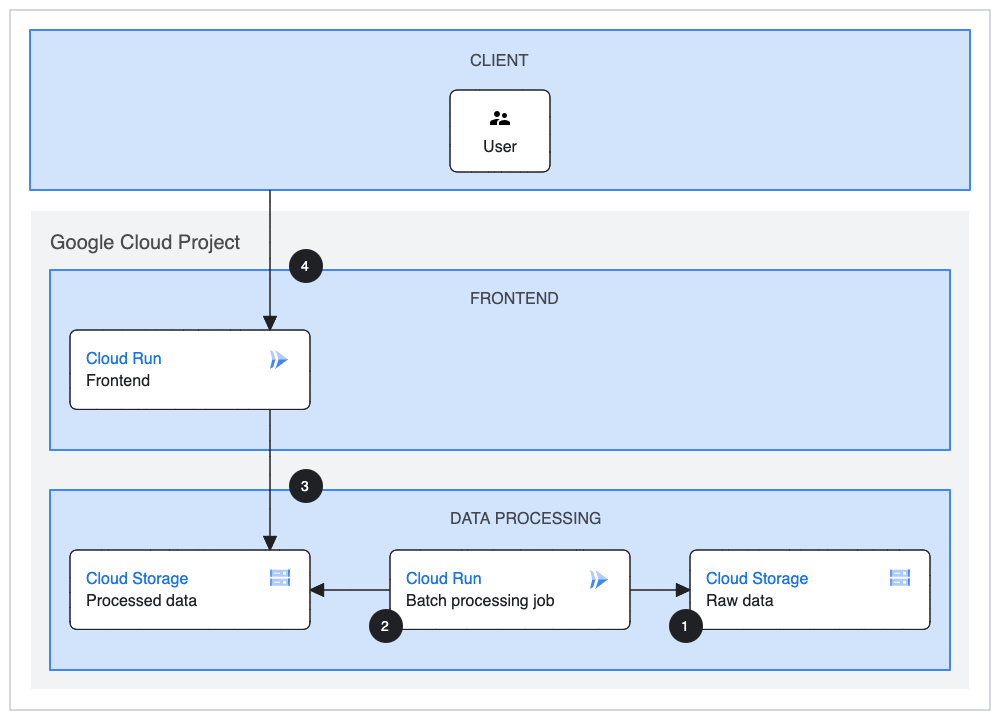 CLIENT
User
Google Cloud Project
4
FRONTEND
Cloud Run
Frontend
3
DATA PROCESSING
Cloud Storage
Processed data
Cloud Run
Batch processing job
Cloud Storage
Raw data
2
1